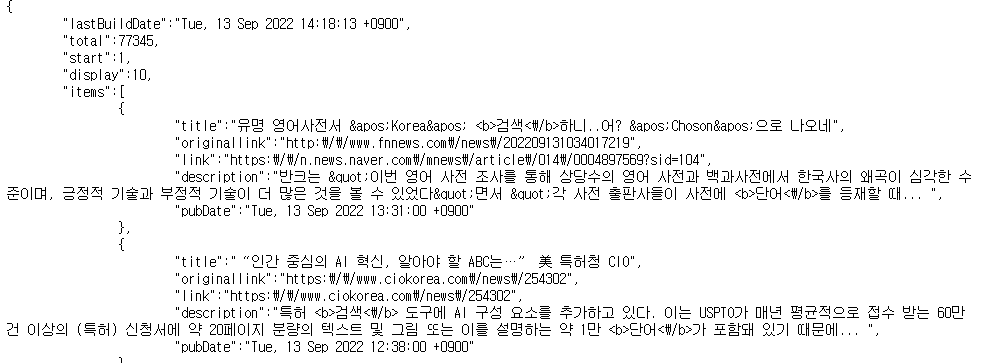 {
"lastBuildDate":"Tue, 13 Sep 2022 14:18:13 +0900",
"total":77345,
"start":1,
"display":10,
"items":[
{
"title":"유명 영어사전서 &apos;Korea&apos; <b>검색<₩/b>하니..어? &apos;Choson&apos;으로 나오네",
"originallink":"http:₩/₩/www.fnnews.com₩/news₩/202209131034017219",
"link":"https:₩/₩/n.news.naver.com₩/mnews₩/article₩/014₩/0004897569?sid=104",
"description":"반크는 &quot;이번 영어 사전 조사를 통해 상당수의 영어 사전과 백과사전에서 한국사의 왜곡이 심각한 수
준이며, 긍정적 기술과 부정적 기술이 더 많은 것을 볼 수 있었다&quot;면서 &quot;각 사전 출판사들이 사전에 <b>단어<₩/b>를 등재할 때... ",
"pubDate":"Tue, 13 Sep 2022 13:31:00 +0900"
},
{
"title":" “인간 중심의 AI 혁신, 알아야 할 ABC는…” 美 특허청 CIO",
"originallink":"https:₩/₩/www.ciokorea.com₩/news₩/254302",
"link":"https:₩/₩/www.ciokorea.com₩/news₩/254302",
"description":"특허 <b>검색<₩/b> 도구에 AI 구성 요소를 추가하고 있다. 이는 USPTO가 매년 평균적으로 접수 받는 60만
건 이상의 (특허) 신청서에 약 20페이지 분량의 텍스트 및 그림 또는 이를 설명하는 약 1만 <b>단어<₩/b>가 포함돼 있기 때문에... ",
"pubDate":"Tue, 13 Sep 2022 12:38:00 +0900"